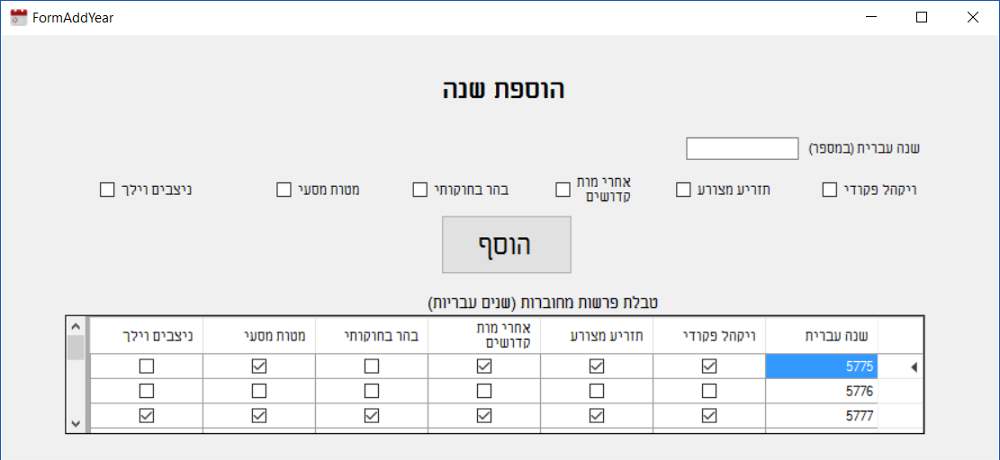 FormAddYear
הוספת שנה
שנה עברית (במספר)
ויקהל פקודי
תזריע מצורע
אחרי מות
קדושים
בהר בחוקותי
מטות מסעי
ניצבים וילך
הוסף
טבלת פרשות מחוברות (שנים עבריות)
שנה עברית
ויקהל פקודי
תזריע מצורע
אחרי מות
קדושים
בהר בחוקותי
מטות מסעי
ניצבים וילך
5775
5776
5777